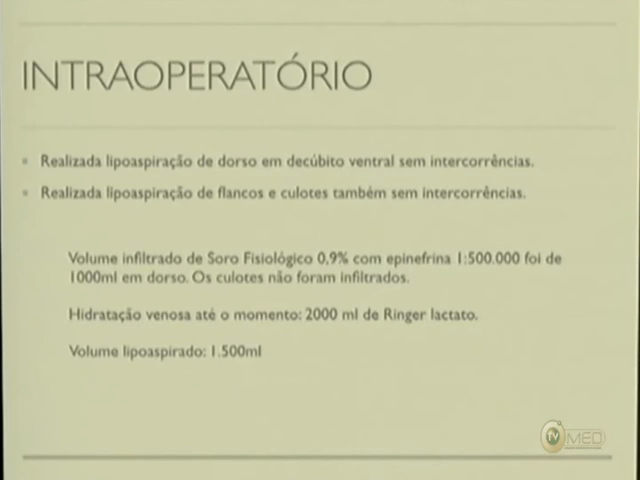 INTRAOPERATÓRIO
Realizada lipoaspiração de dorso em decúbito ventral sem intercorrências.
Realizada lipoaspiração de flancos e culotes também sem intercorrências.
Volume infiltrado de Soro Fisiológico 0,9% com epinefrina 1:500.000 foi de
1000ml em dorso. Os culotes não foram infiltrados.
Hidratação venosa até o momento: 2000 ml de Ringer lactato.
Volume lipoaspirado: 1.500ml
tv MED